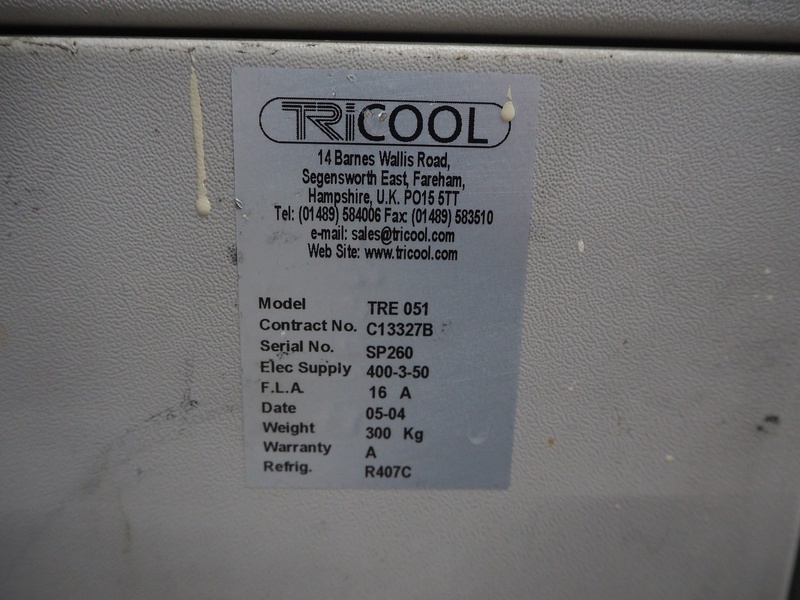 TRiCOOL
14 Barnes Wallis Road,
Segensworth East, Fareham,
Hampshire, U.K. PO15 5TT
Tel: (01489) 584006 Fax: (01489) 583510
e-mail: sales@tricool.com
Web Site: www.tricool.com
Model TRE 051
Contract No. C13327B
Serial No. SP260
Elec Supply 400-3-50
F.L.A. 16 A
Date 05-04
Weight 300 Kg
Warranty A
Refrig. R407C